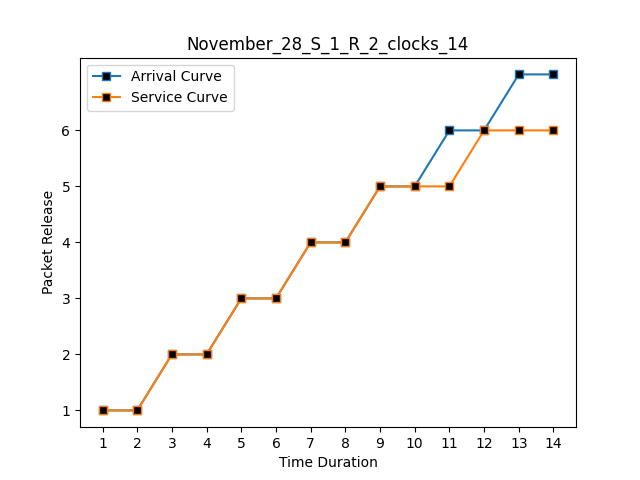 November_28_S_1_R_2_clocks_14
Arrival Curve
Service Curve
Packet Release
6
5
4
3
2
1
1 2 3 4 5 6 7 8 9 10 11 12 13 14
Time Duration